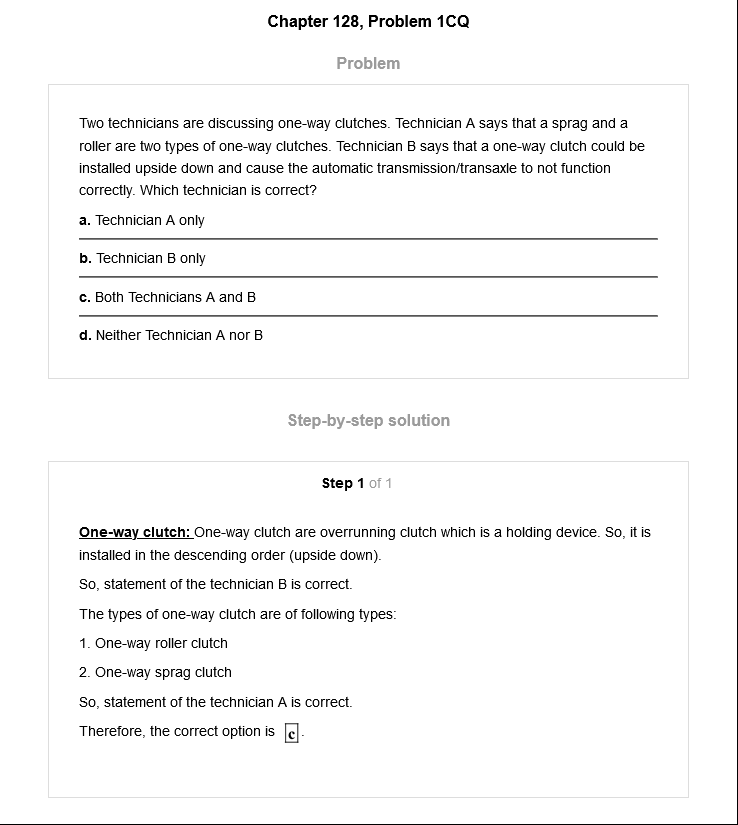 Chapter 128, Problem 1CQ
Problem
Two technicians are discussing one-way clutches. Technician A says that a sprag and a
roller are two types of one-way clutches. Technician B says that a one-way clutch could be
installed upside down and cause the automatic transmission/transaxle to not function
correctly. Which technician is correct?
a. Technician A only
b. Technician B only
c. Both Technicians A and B
d. Neither Technician A nor B
Step-by-step solution
Step 1 of 1
One-way clutch: One-way clutch are overrunning clutch which is a holding device. So, it is
installed in the descending order (upside down).
So, statement of the technician B is correct.
The types of one-way clutch are of following types:
1. One-way roller clutch
2. One-way sprag clutch
So, statement of the technician A is correct.
Therefore, the correct option is c.